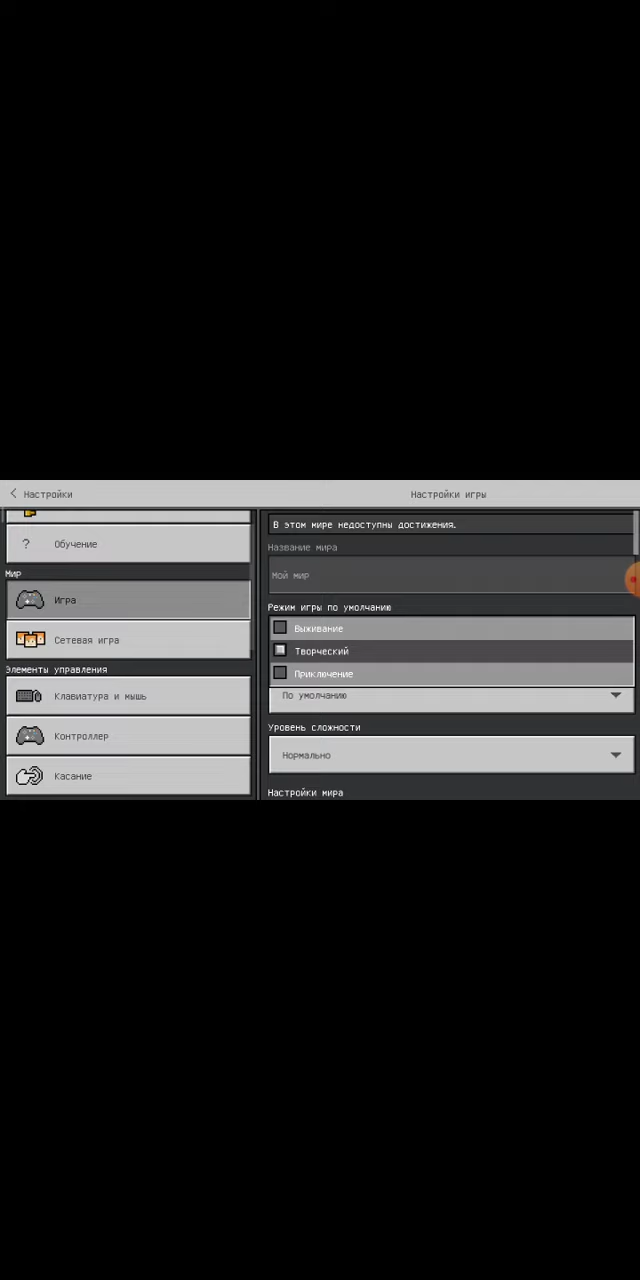 Настройки
Настройки игры
? Обучение
Мир
Игра
Сетевая игра
Элементы управления
Клавиатура и мышь
Контроллер
Касание
В этом мире недоступны достижения.
Название мира
Мой мир
Режим игры по умолчанию
Выживание
Творческий
Приключение
По умолчанию
Уровень сложности
Нормально
Настройки мира